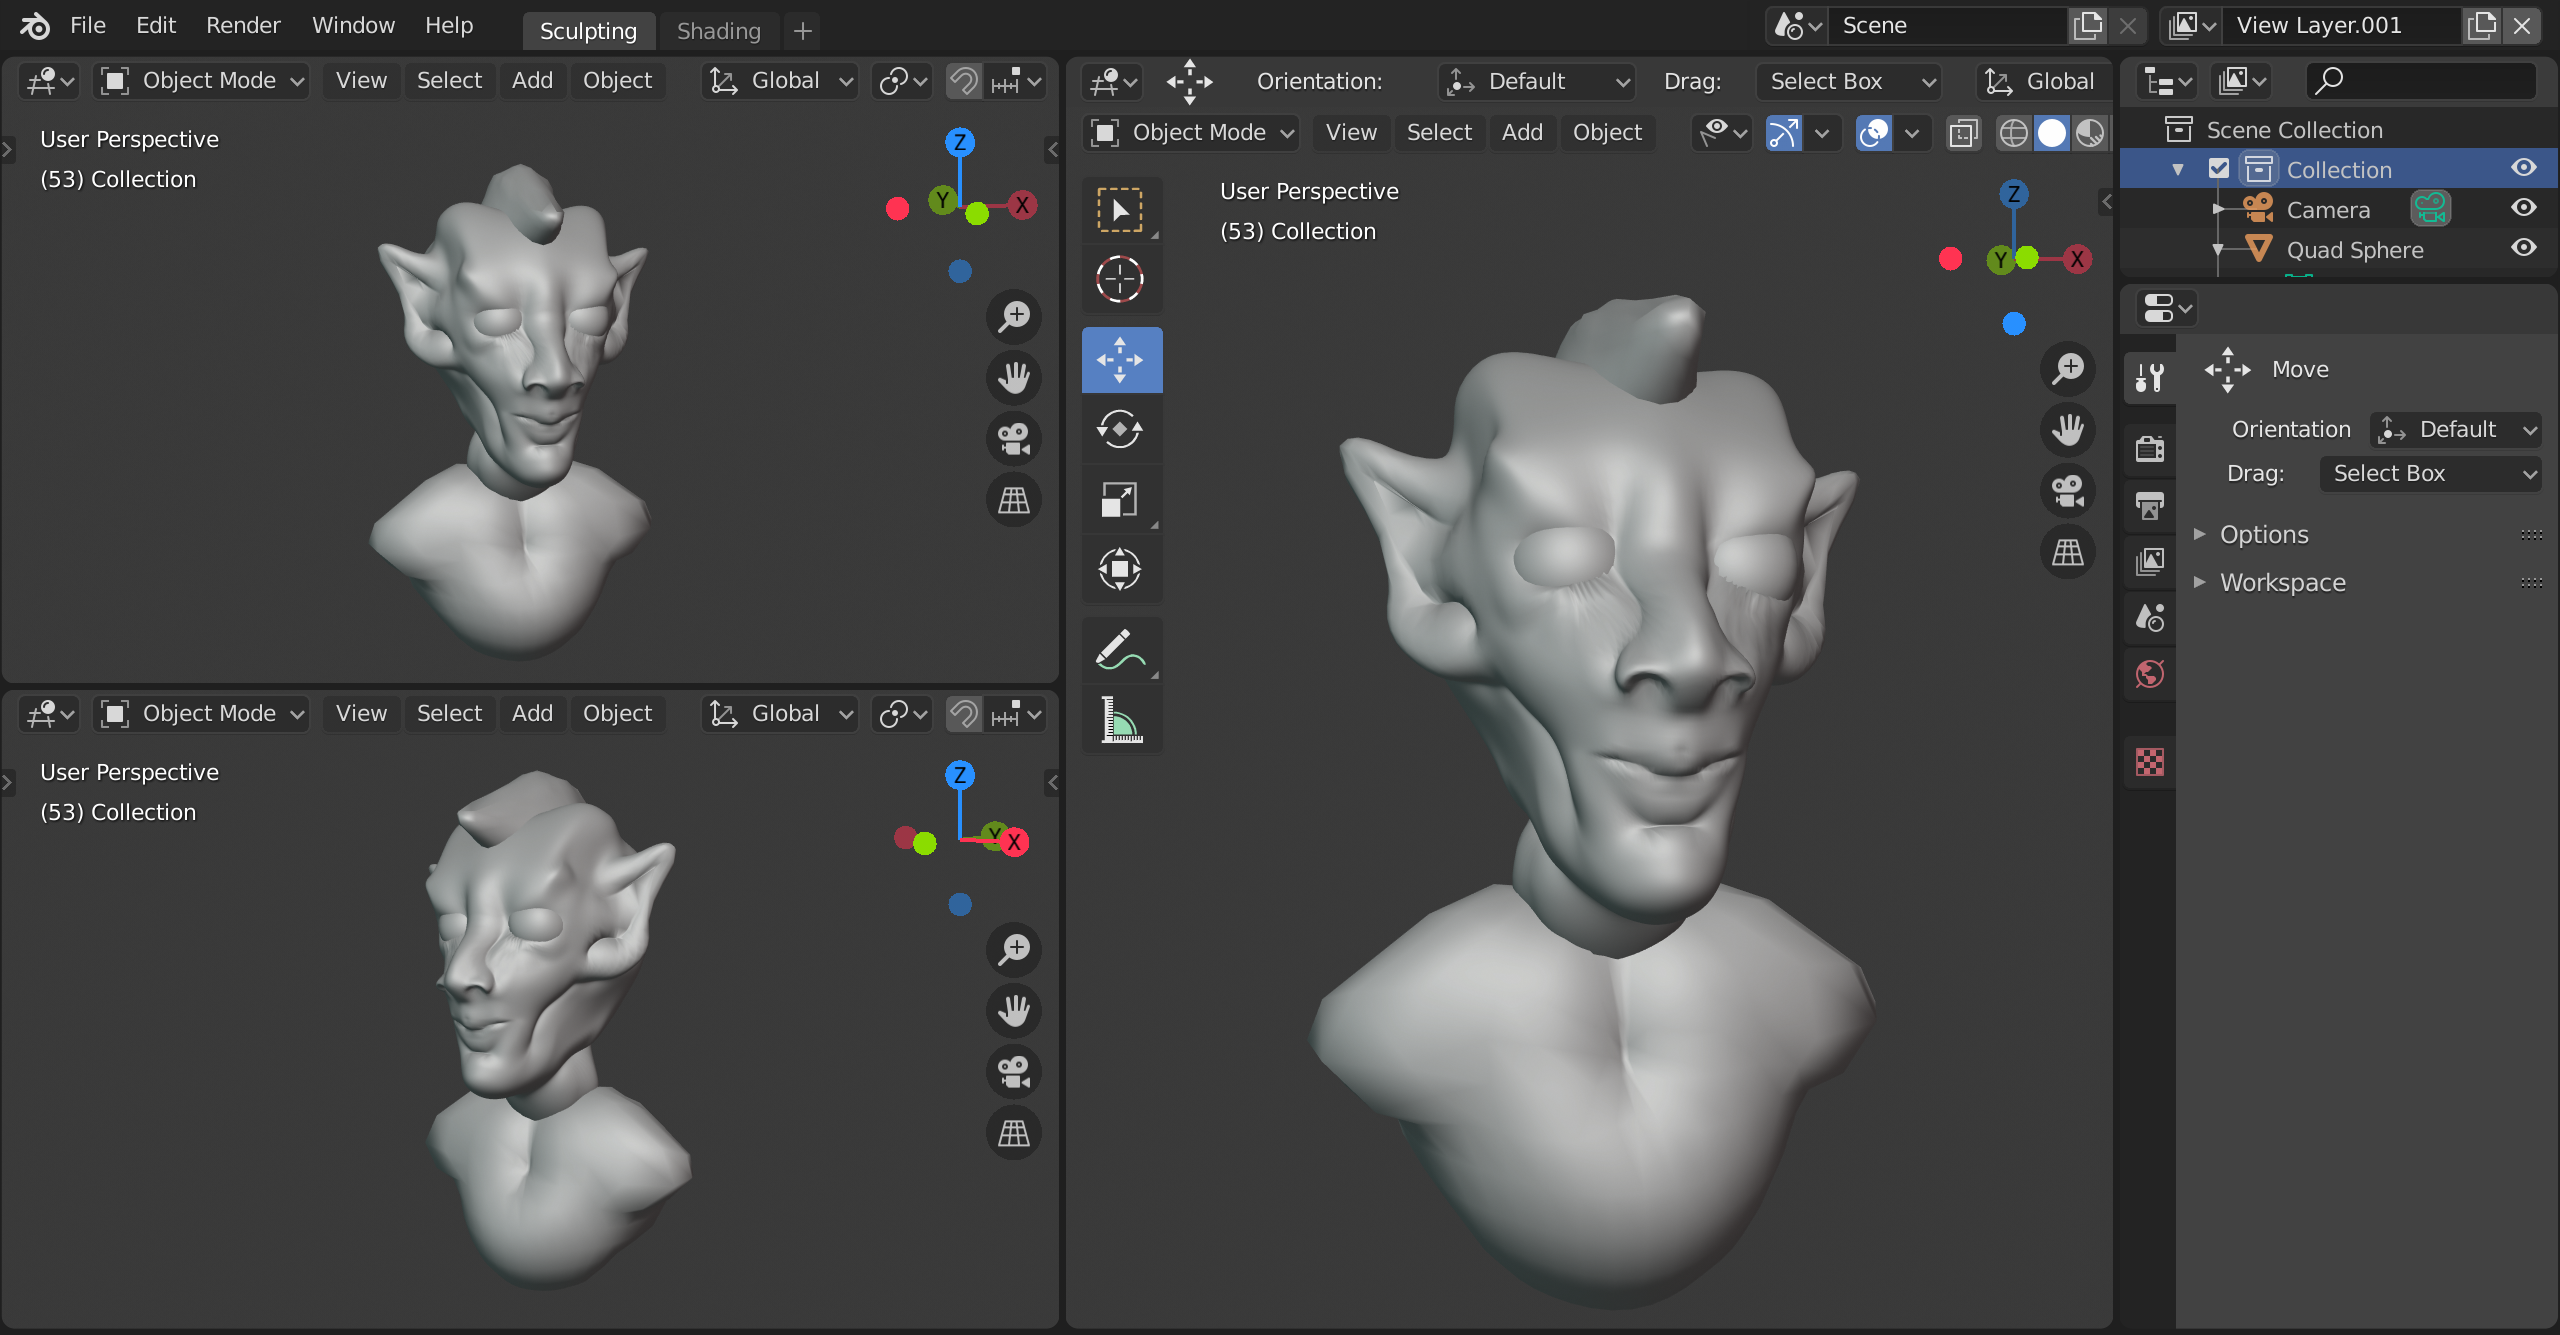 File Edit Render Window Help Sculpting Shading + Scene View Layer.001
Object Mode View Select Add Object Global
User Perspective
(53) Collection
Z
Y X
Object Mode View Select Add Object Global
User Perspective
(53) Collection
Z
Y X
Orientation: Default Drag: Select Box Global
Object Mode View Select Add Object
User Perspective
(53) Collection
Z
Y X
Scene Collection
Collection
Camera
Quad Sphere
Move
Orientation Default
Drag: Select Box
Options
Workspace